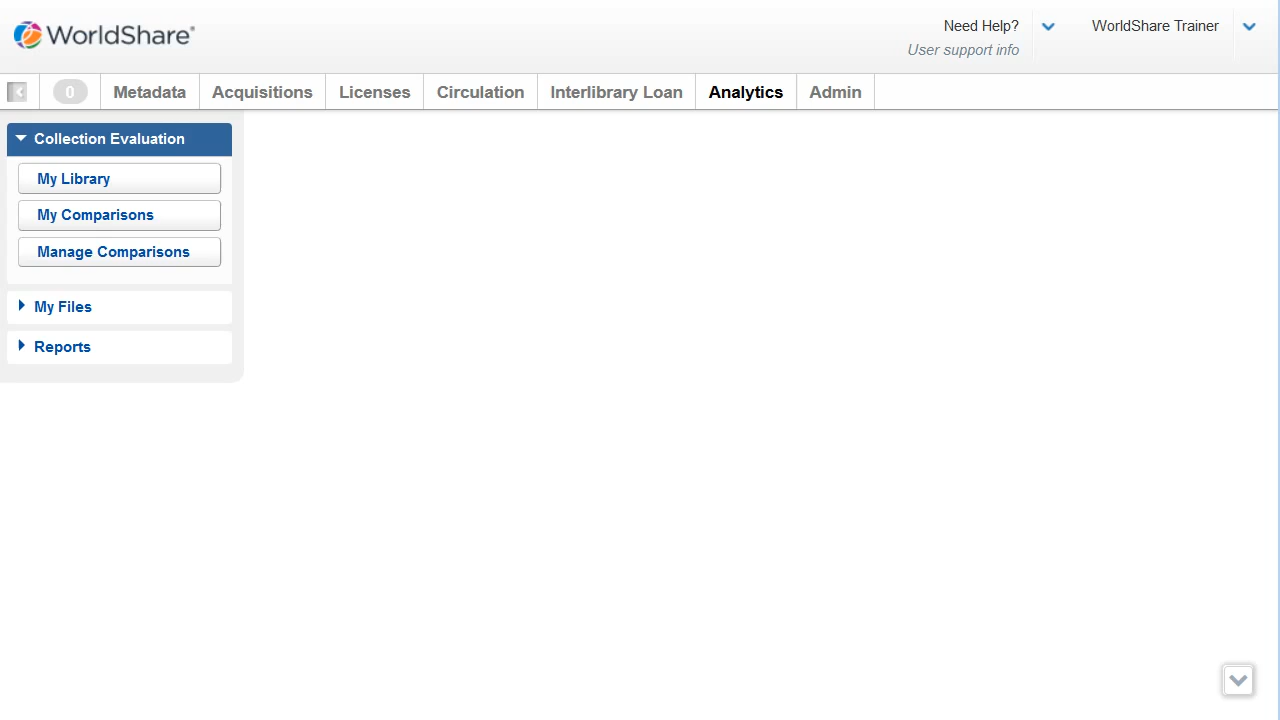 WorldShare®
Need Help?
User support info
WorldShare Trainer
0
Metadata
Acquisitions
Licenses
Circulation
Interlibrary Loan
Analytics
Admin
Collection Evaluation
My Library
My Comparisons
Manage Comparisons
My Files
Reports